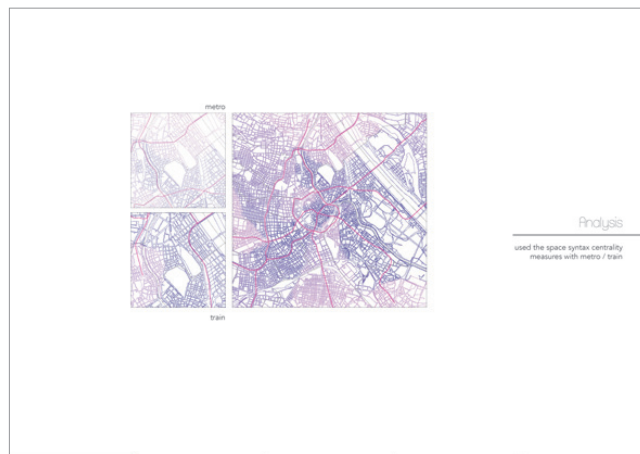 metro
train
Analysis
used the space syntax centrality
measures with metro / train